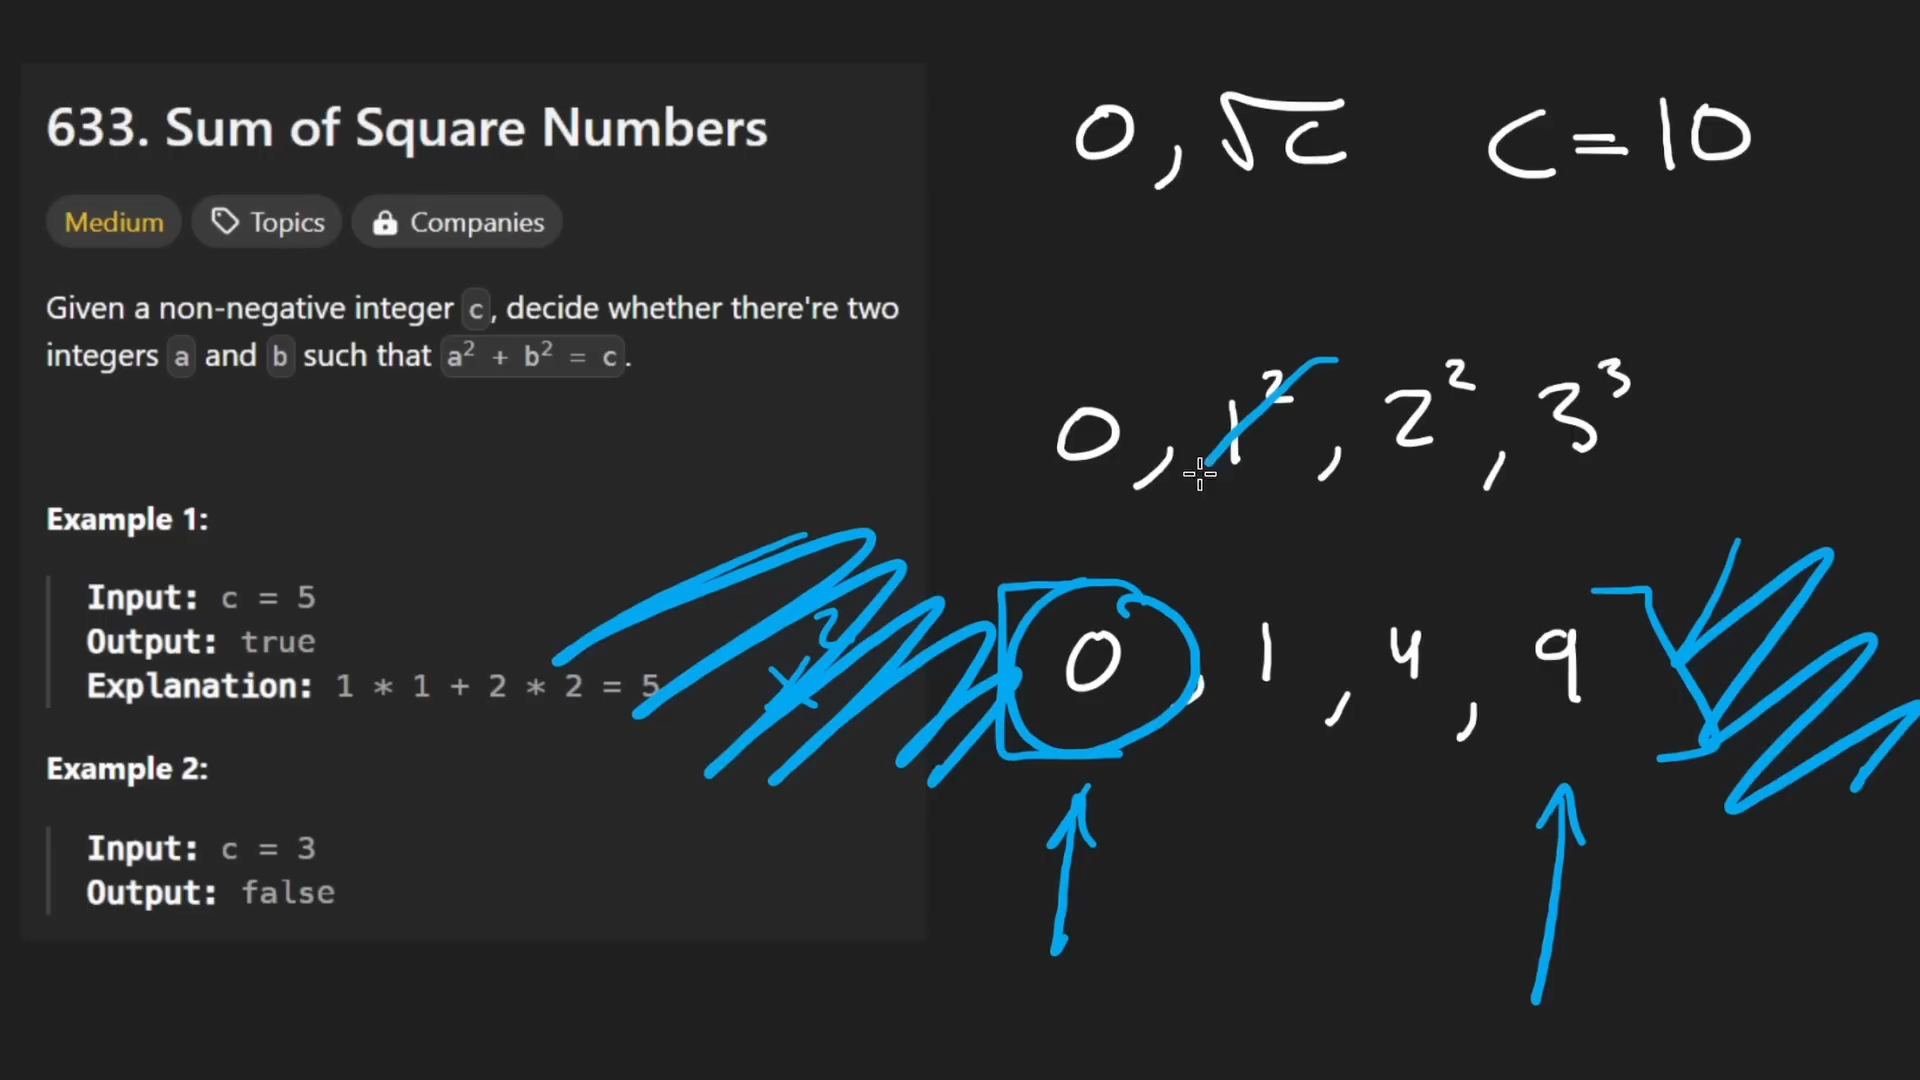 633. Sum of Square Numbers
Medium Topics Companies
Given a non-negative integer c, decide whether there're two
integers a and b such that a² + b² = c.
Example 1:
Input: c = 5
Output: true
Explanation: 1 * 1 + 2 * 2 = 5
Example 2:
Input: c = 3
Output: false
0, √c c = 10
0, 1², 2², 3³
x²
0, 1, 4, 9